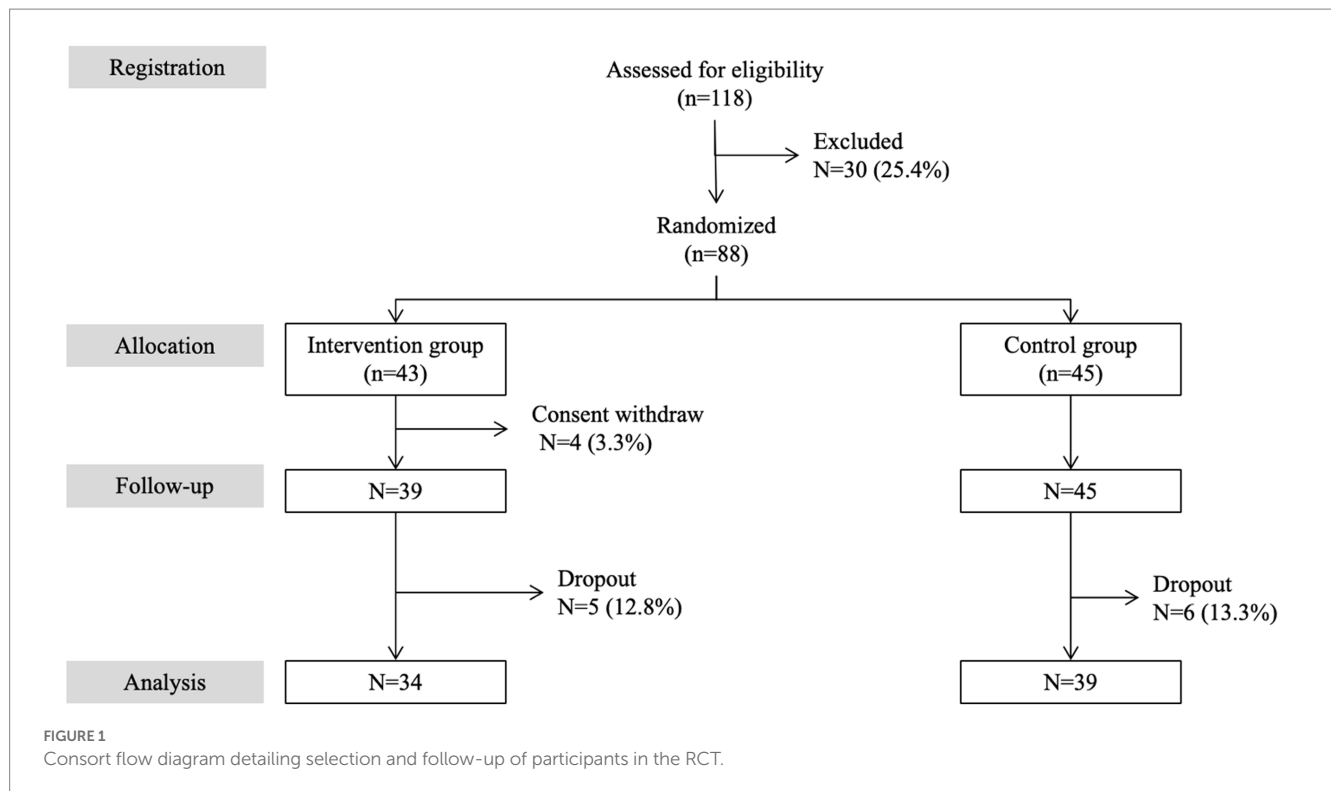 Registration
Assessed for eligibility
(n=118)
Excluded
N=30 (25.4%)
Randomized
(n=88)
Allocation
Intervention group
(n=43)
Control group
(n=45)
Consent withdraw
N=4 (3.3%)
Follow-up
N=39
N=45
Dropout
N=5 (12.8%)
Dropout
N=6 (13.3%)
Analysis
N=34
N=39
FIGURE 1
Consort flow diagram detailing selection and follow-up of participants in the RCT.